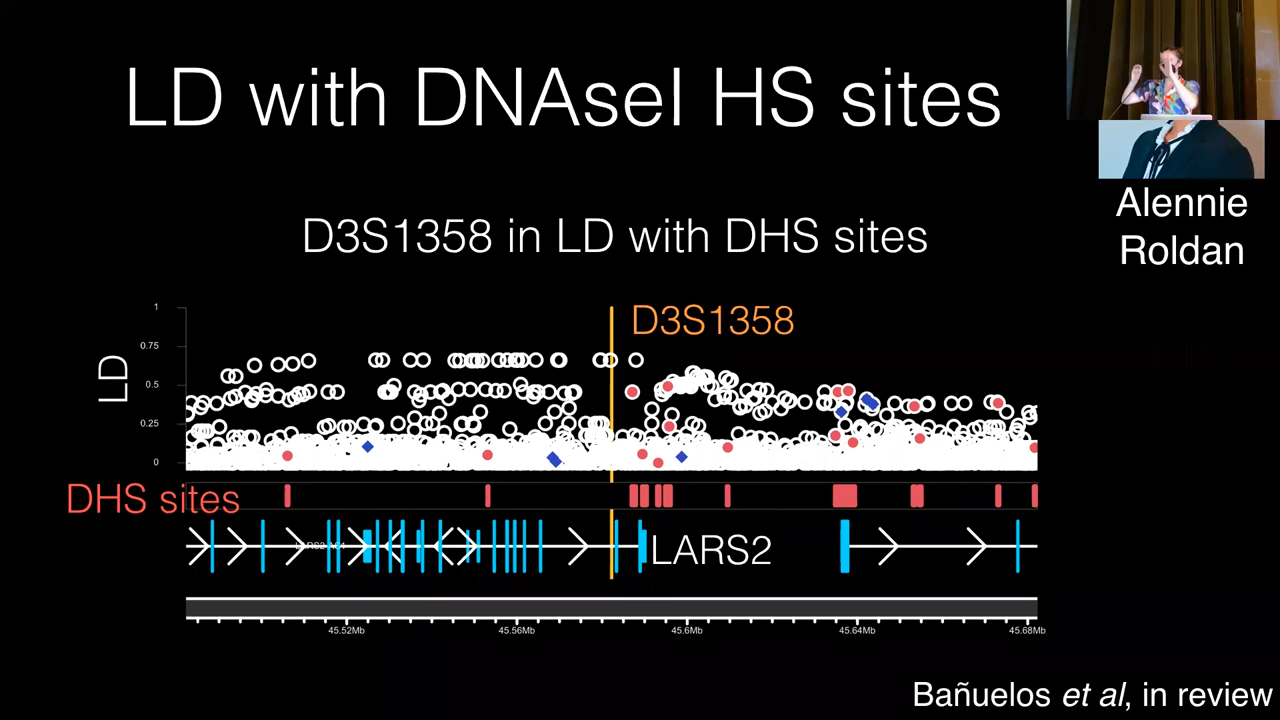 LD with DNAseI HS sites
Alennie
Roldan
D3S1358 in LD with DHS sites
D3S1358
LD
1
0.75
0.5
0.25
0
DHS sites
LARS2
45.52Mb
45.56Mb
45.6Mb
45.64Mb
45.68Mb
Bañuelos et al, in review